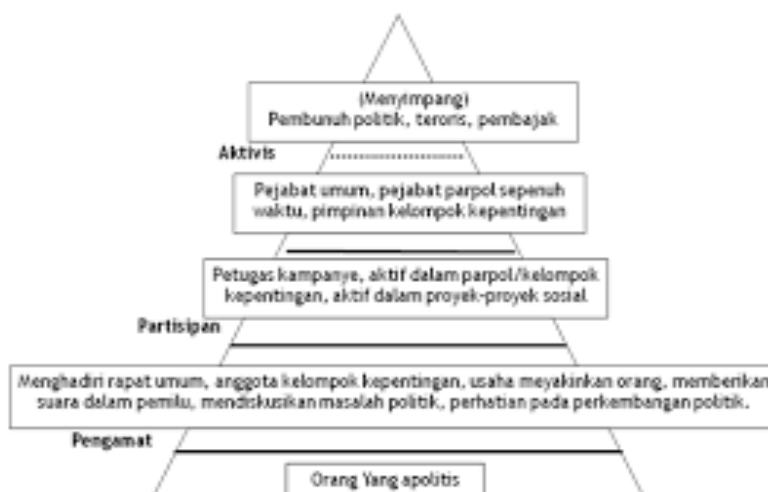 (Menyimpang)
Pembunuh politik, teroris, pembajak
Aktivis
Pejabat umum, pejabat parpol sepenuh
waktu, pimpinan kelompok kepentingan
Petugas kampanye, aktif dalam parpol/kelompok
kepentingan, aktif dalam proyek-proyek sosial
Partisipan
Menghadiri rapat umum, anggota kelompok kepentingan, usaha meyakinkan orang, memberikan
suara dalam pemilu, mendiskusikan masalah politik, perhatian pada perkembangan politik.
Pengamat
Orang Yang apolitis